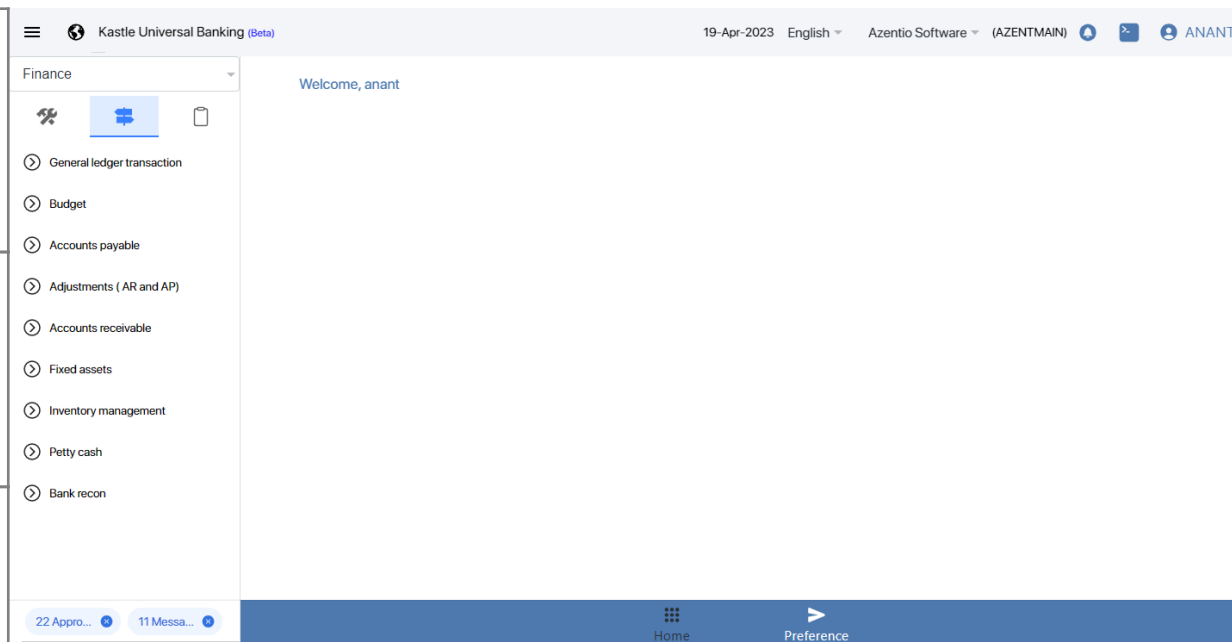 Kastle Universal Banking (Beta)
19-Apr-2023 English Azentio Software (AZENTMAIN) ANANT
Finance
Welcome, anant
General ledger transaction
Budget
Accounts payable
Adjustments ( AR and AP)
Accounts receivable
Fixed assets
Inventory management
Petty cash
Bank recon
22 Appro... 11 Messa...
Home Preference